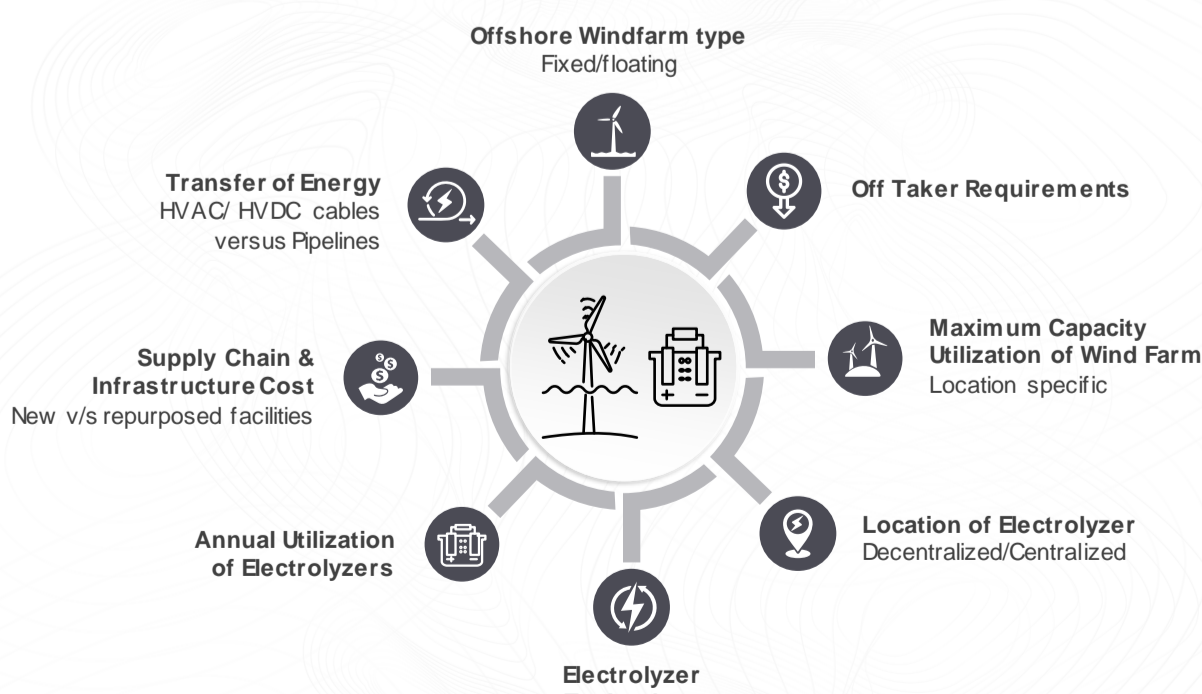 Offshore Windfarm type
Fixed/floating
Off Taker Requirements
Maximum Capacity
Utilization of Wind Farm
Location specific
Location of Electrolyzer
Decentralized/Centralized
Electrolyzer
Annual Utilization
of Electrolyzers
Supply Chain &
Infrastructure Cost
New v/s repurposed facilities
Transfer of Energy
HVAC/ HVDC cables
versus Pipelines